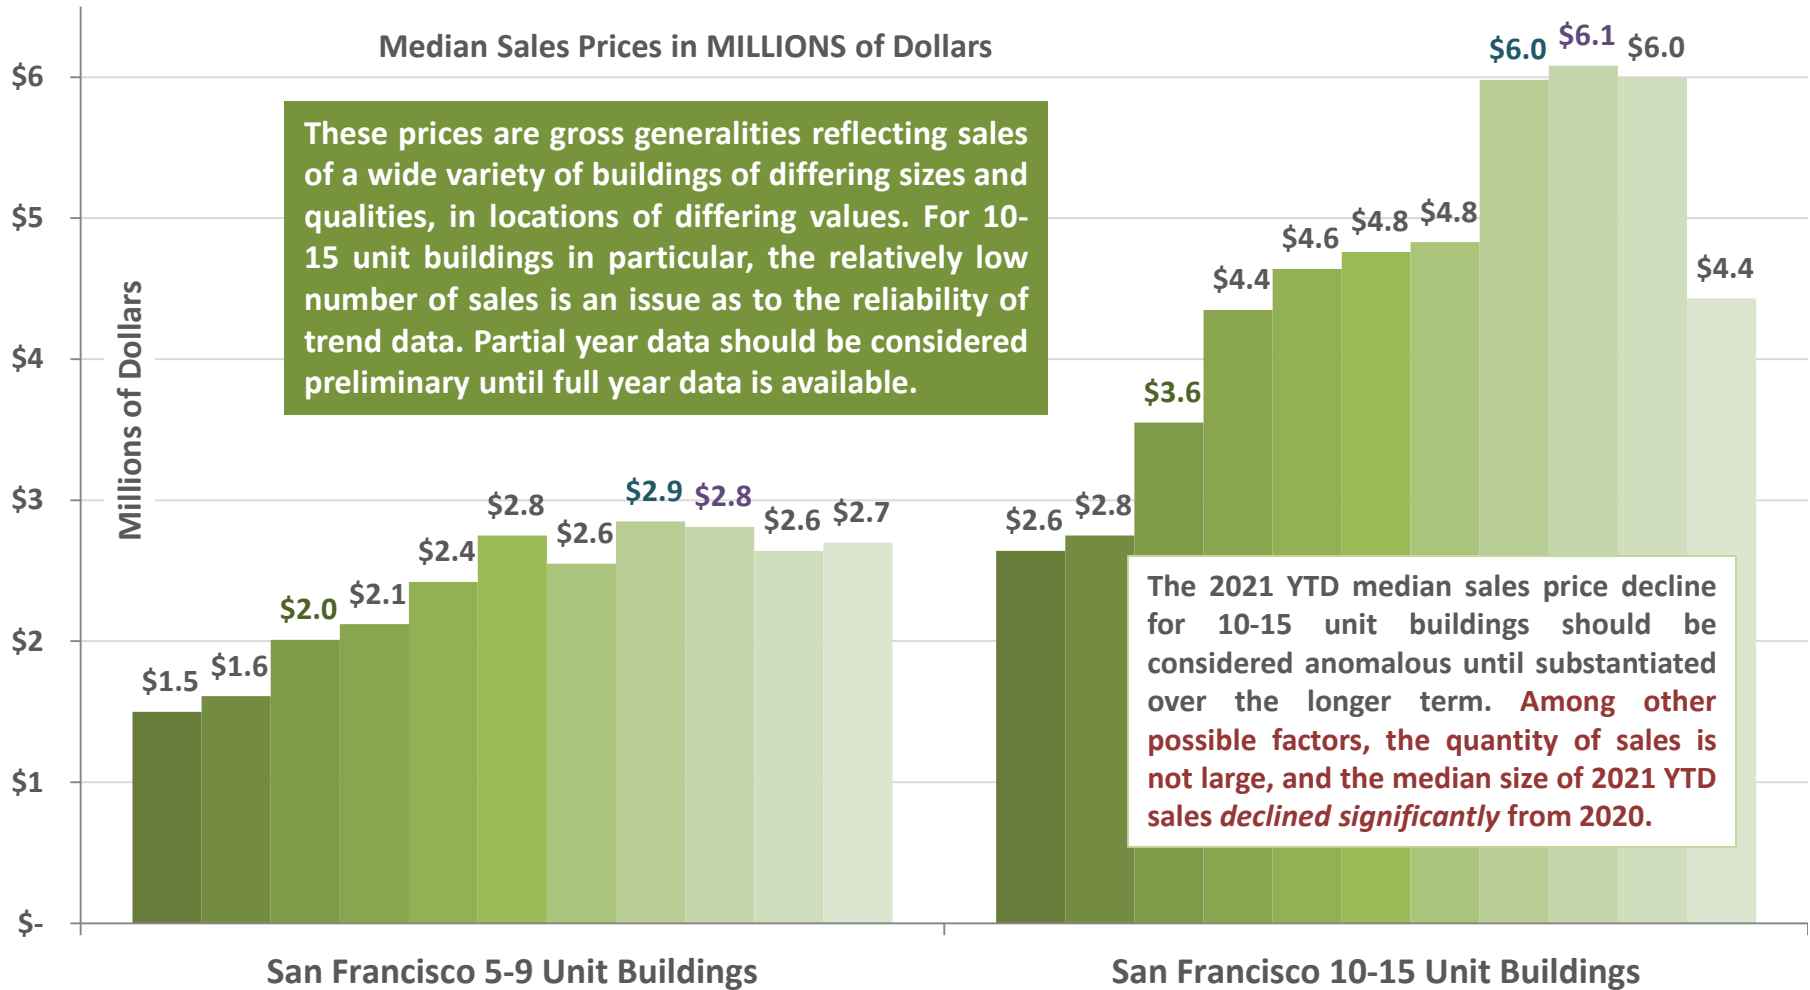 Median Sales Prices in MILLIONS of Dollars
Millions of Dollars
$6
$5
$4
$3
$2
$1
$-
These prices are gross generalities reflecting sales
of a wide variety of buildings of differing sizes and
qualities, in locations of differing values. For 10-
15 unit buildings in particular, the relatively low
number of sales is an issue as to the reliability of
trend data. Partial year data should be considered
preliminary until full year data is available.
$1.5
$1.6
$2.0
$2.1
$2.4
$2.8
$2.6
$2.9
$2.8
$2.6
$2.7
$2.6
$2.8
$3.6
$4.4
$4.6
$4.8
$4.8
$6.0
$6.1
$6.0
$4.4
The 2021 YTD median sales price decline
for 10-15 unit buildings should be
considered anomalous until substantiated
over the longer term. Among other
possible factors, the quantity of sales is
not large, and the median size of 2021 YTD
sales declined significantly from 2020.
San Francisco 5-9 Unit Buildings
San Francisco 10-15 Unit Buildings